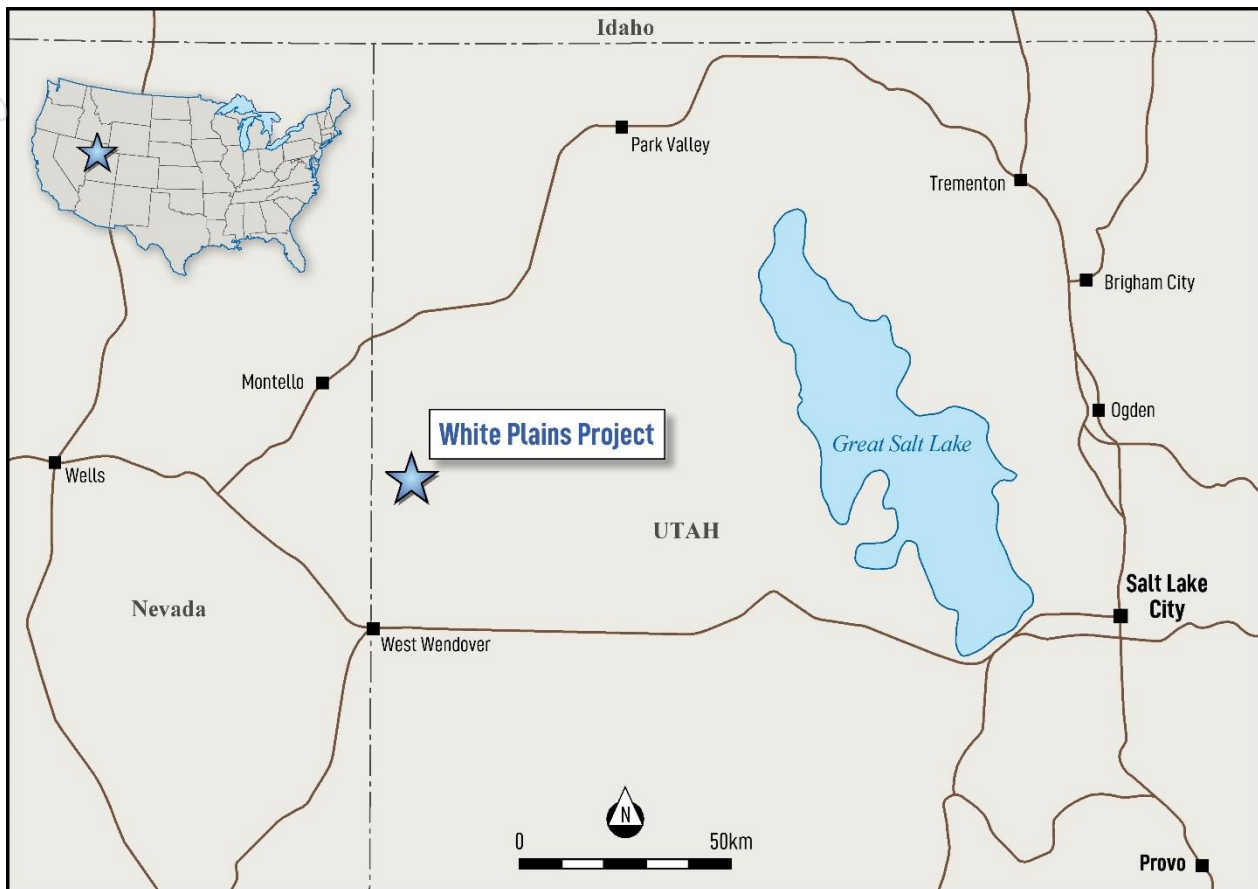 Idaho
Park Valley
Trementon
Brigham City
Montello
Ogden
White Plains Project
Great Salt Lake
Wells
UTAH
Salt Lake
City
Nevada
West Wendover
N
0 50km
Provo